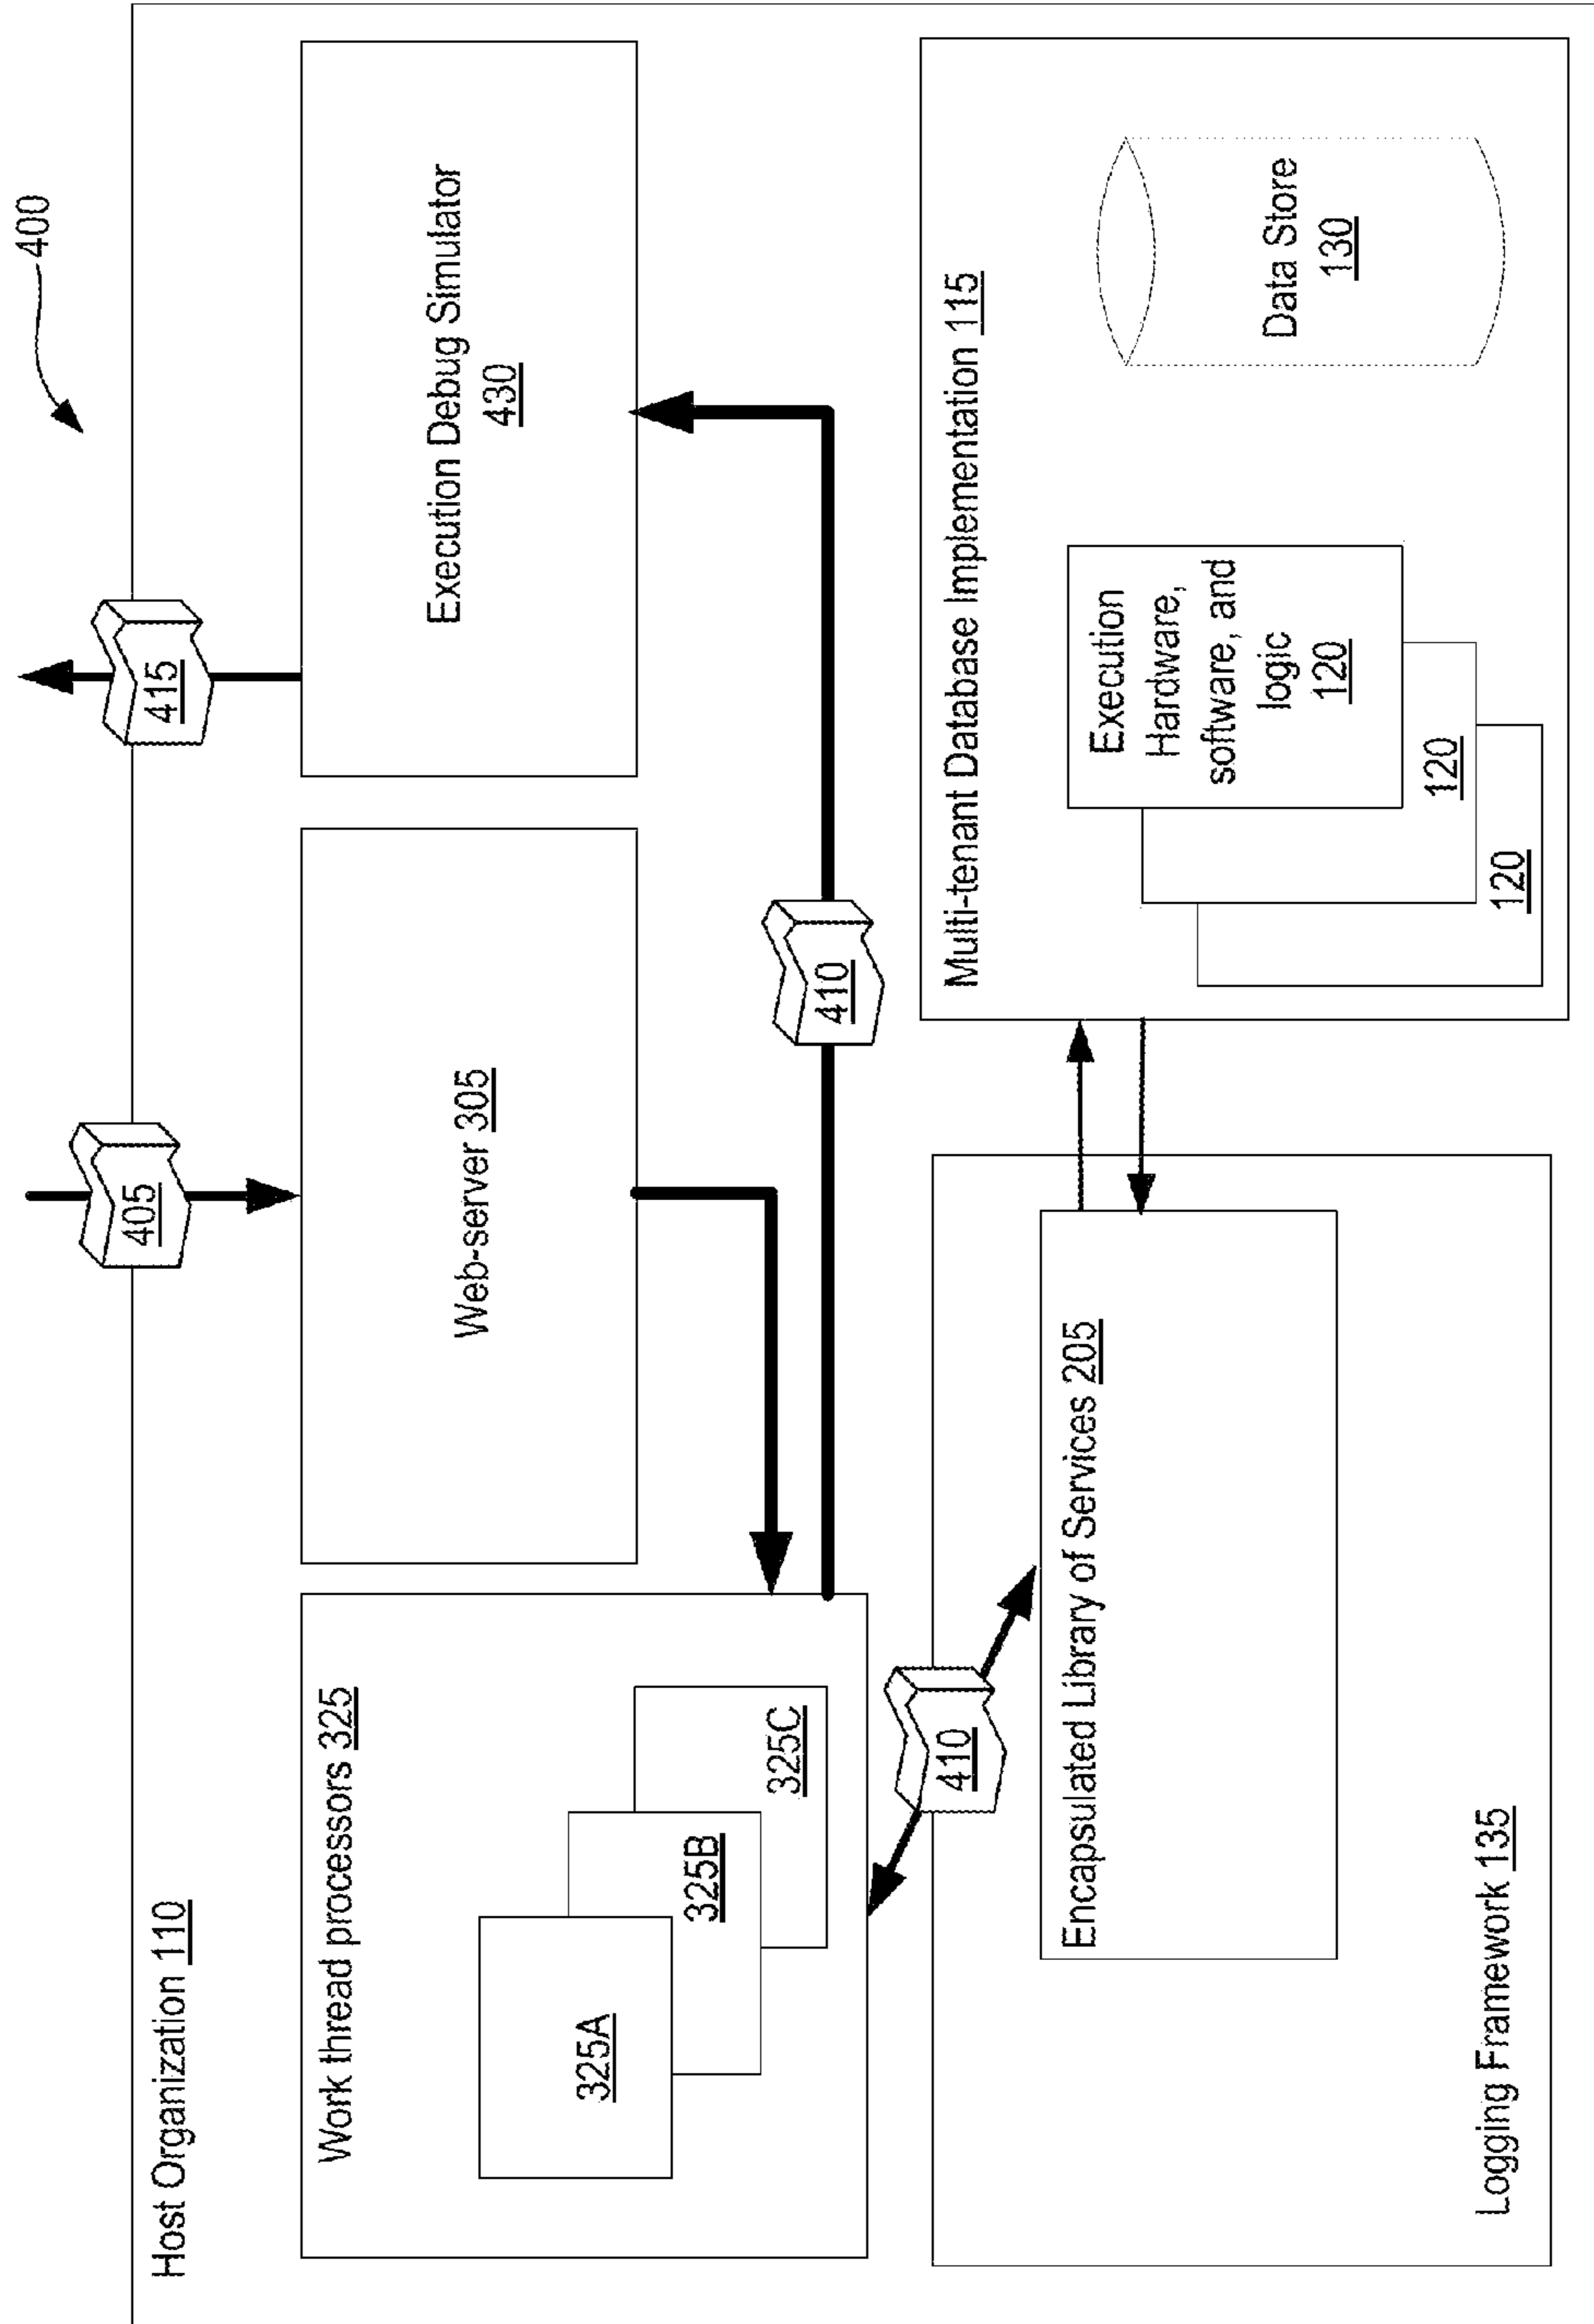 400
Host Organization 110
405
415
Work thread processors 325
325A
325B
325C
Web-server 305
Execution Debug Simulator
430
410
410
Logging Framework 135
Encapsulated Library of Services 205
Multi-tenant Database Implementation 115
Execution
Hardware,
software, and
logic
120
120
120
Data Store
130